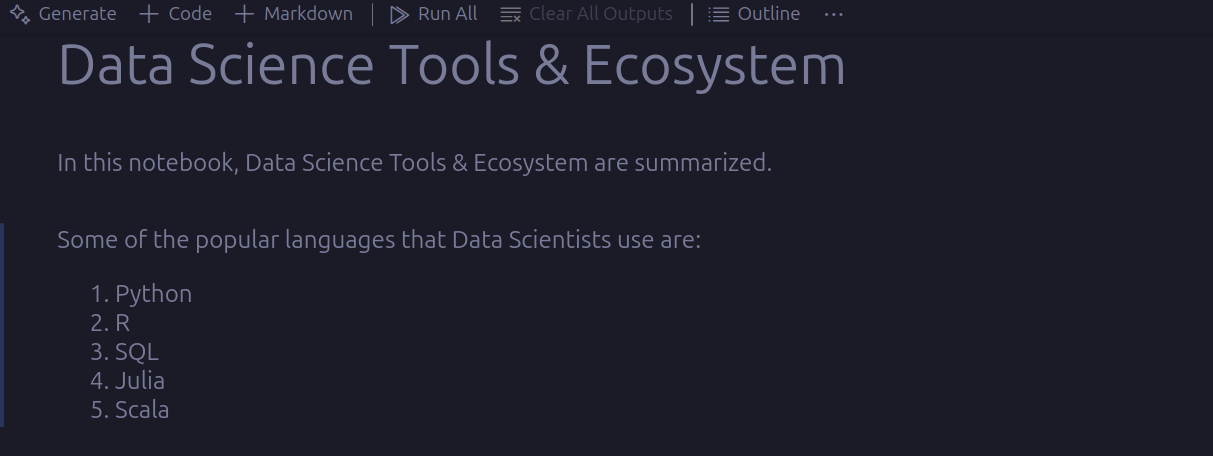 Generate + Code + Markdown | Run All Clear All Outputs | Outline ...
Data Science Tools & Ecosystem
In this notebook, Data Science Tools & Ecosystem are summarized.
Some of the popular languages that Data Scientists use are:
1. Python
2. R
3. SQL
4. Julia
5. Scala